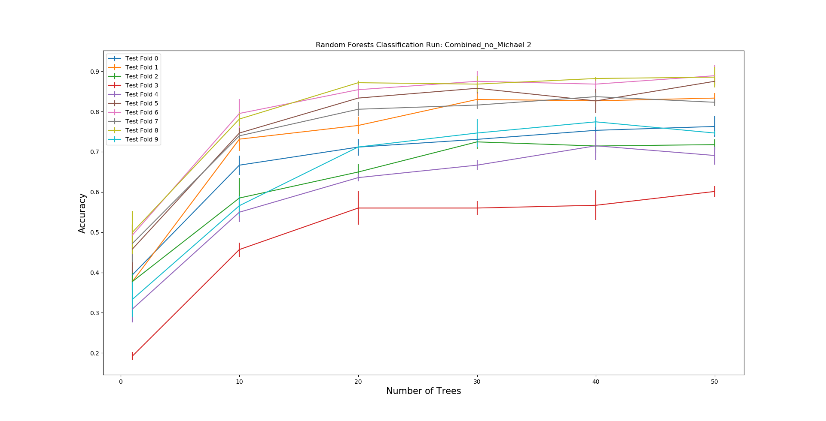 Random Forests Classification Run: Combined_no_Michael 2
Test Fold 0
Test Fold 1
Test Fold 2
Test Fold 3
Test Fold 4
Test Fold 5
Test Fold 6
Test Fold 7
Test Fold 8
Test Fold 9
Accuracy
0.9
0.8
0.7
0.6
0.5
0.4
0.3
0.2
0
10
20
30
40
50
Number of Trees